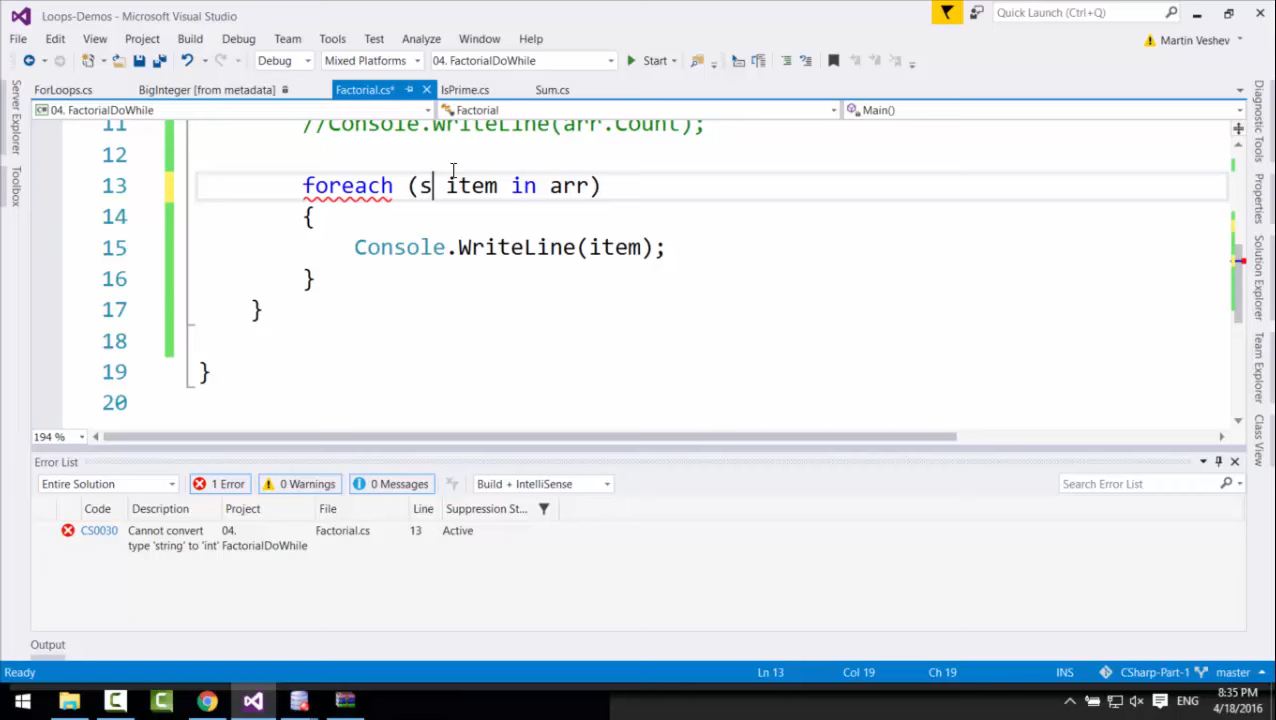 Loops-Demos - Microsoft Visual Studio
Quick Launch (Ctrl+Q)
File Edit View Project Build Debug Team Tools Test Analyze Window Help
Martin Veshev
Debug Mixed Platforms 04. FactorialDoWhile Start
ForLoops.cs BigInteger [from metadata] Factorial.cs* IsPrime.cs Sum.cs
04. FactorialDoWhile Factorial Main()
11 //Console.WriteLine(arr.Count);
12
13 foreach (s item in arr)
14 {
15 Console.WriteLine(item);
16 }
17 }
18
19 }
20
194 %
Server Explorer
Toolbox
Diagnostic Tools
Properties
Solution Explorer
Team Explorer
Class View
Error List
Entire Solution 1 Error 0 Warnings 0 Messages Build + IntelliSense Search Error List
Code Description Project File Line Suppression St...
CS0030 Cannot convert 04. Factorial.cs 13 Active
type 'string' to 'int' FactorialDoWhile
Output
Ready Ln 13 Col 19 Ch 19 INS CSharp-Part-1 master
ENG
8:35 PM
4/18/2016